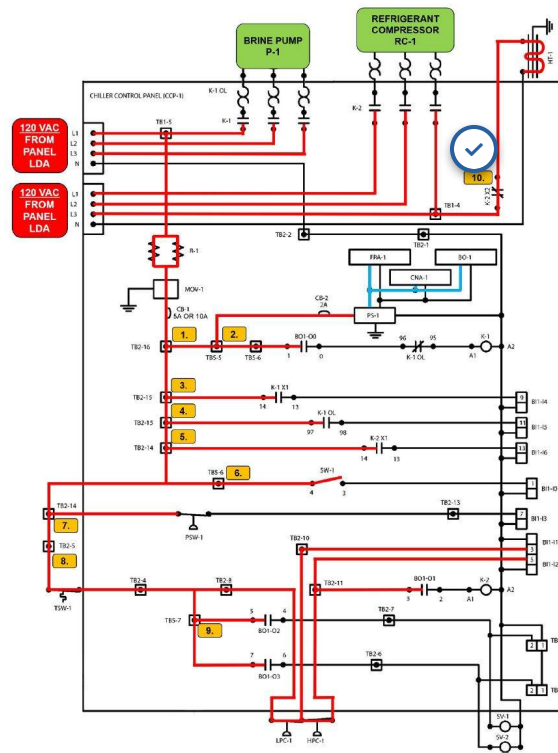 REFRIGERANT
COMPRESSOR
RC-1
BRINE PUMP
P-1
HT-1
CHILLER CONTROL PANEL (CCP-1)
K-1 OL
K-1
K-2
TB1-5
120 VAC
FROM
PANEL
LDA
L1
L2
L3
N
120 VAC
FROM
PANEL
LDA
L1
L2
L3
N
10.
K-2 X2
TB1-4
TB2-2
TB2-1
R-1
FRA-1
BO-1
CNA-1
MOV-1
CB-2
2A
PS-1
CB-1
5A OR 10A
1.
2.
BO1-O0
96
95
K-1
TB2-16
TB5-5
TB5-6
1
0
K-1 OL
A1
A2
3.
TB2-15
K-1 X1
14
13
9
BI1-I4
4.
TB2-15
K-1 OL
97
98
11
BI1-I5
5.
TB2-14
K-2 X1
14
13
13
BI1-I6
6.
TB5-6
SW-1
4
3
1
BI1-I0
TB2-14
7.
TB2-13
7
BI1-I3
PSW-1
TB2-5
8.
TB2-10
BI1-I1
3
5
BI1-I2
TB2-4
TB2-8
TB2-11
BO1-O1
K-2
TSW-1
3
2
A1
A2
TB5-7
9.
5
4
BO1-O2
TB2-7
7
6
BO1-O3
TB2-6
2
1
TB
2
1
TB
LPC-1
HPC-1
SV-1
SV-2